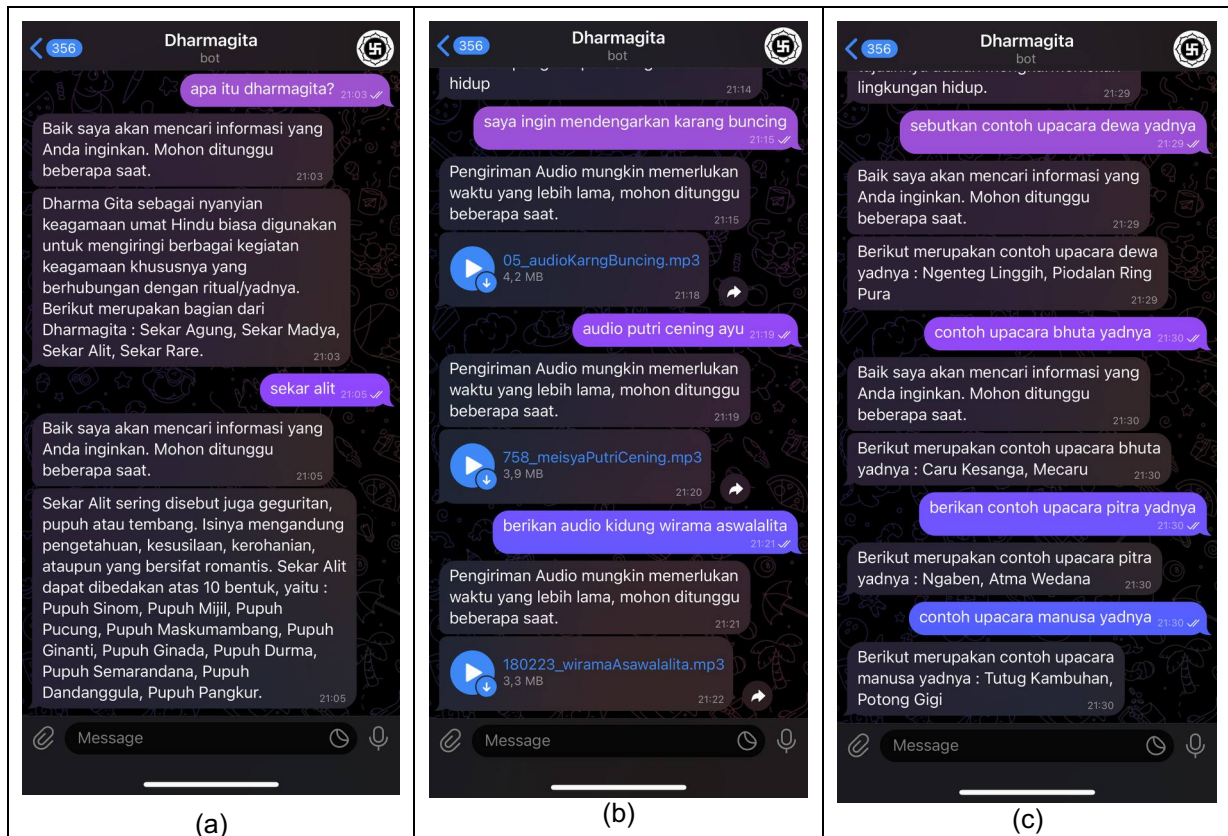 356
Dharmagita
bot
apa itu dharmagita? 21:03
Baik saya akan mencari informasi yang
Anda inginkan. Mohon ditunggu
beberapa saat. 21:03
Dharma Gita sebagai nyanyian
keagamaan umat Hindu biasa digunakan
untuk mengiringi berbagai kegiatan
keagamaan khususnya yang
berhubungan dengan ritual/yadnya.
Berikut merupakan bagian dari
Dharmagita : Sekar Agung, Sekar Madya,
Sekar Alit, Sekar Rare. 21:03
sekar alit 21:05
Baik saya akan mencari informasi yang
Anda inginkan. Mohon ditunggu
beberapa saat. 21:05
Sekar Alit sering disebut juga geguritan,
pupuh atau tembang. Isinya mengandung
pengetahuan, kesusilaan, kerohanian,
ataupun yang bersifat romantis. Sekar Alit
dapat dibedakan atas 10 bentuk, yaitu :
Pupuh Sinom, Pupuh Mijil, Pupuh
Pucung, Pupuh Maskumambang, Pupuh
Ginanti, Pupuh Ginada, Pupuh Durma,
Pupuh Semarandana, Pupuh
Dandanggula, Pupuh Pangkur. 21:05
Message
(a)
356
Dharmagita
bot
hidup 21:14
saya ingin mendengarkan karang buncing
21:15
Pengiriman Audio mungkin memerlukan
waktu yang lebih lama, mohon ditunggu
beberapa saat. 21:15
05_audioKarngBuncing.mp3
4,2 MB
21:18
audio putri cening ayu 21:19
Pengiriman Audio mungkin memerlukan
waktu yang lebih lama, mohon ditunggu
beberapa saat. 21:19
758_meisyaPutriCening.mp3
3,9 MB
21:20
berikan audio kidung wirama aswalalita
21:21
Pengiriman Audio mungkin memerlukan
waktu yang lebih lama, mohon ditunggu
beberapa saat. 21:21
180223_wiramaAsawalalita.mp3
3,3 MB
21:22
Message
(b)
356
Dharmagita
bot
lingkungan hidup. 21:29
sebutkan contoh upacara dewa yadnya
21:29
Baik saya akan mencari informasi yang
Anda inginkan. Mohon ditunggu
beberapa saat. 21:29
Berikut merupakan contoh upacara dewa
yadnya : Ngenteg Linggih, Piodalan Ring
Pura 21:29
contoh upacara bhuta yadnya 21:30
Baik saya akan mencari informasi yang
Anda inginkan. Mohon ditunggu
beberapa saat. 21:30
Berikut merupakan contoh upacara bhuta
yadnya : Caru Kesanga, Mecaru 21:30
berikan contoh upacara pitra yadnya
21:30
Berikut merupakan contoh upacara pitra
yadnya : Ngaben, Atma Wedana 21:30
contoh upacara manusa yadnya 21:30
Berikut merupakan contoh upacara
manusa yadnya : Tutug Kambuhan,
Potong Gigi 21:30
Message
(c)